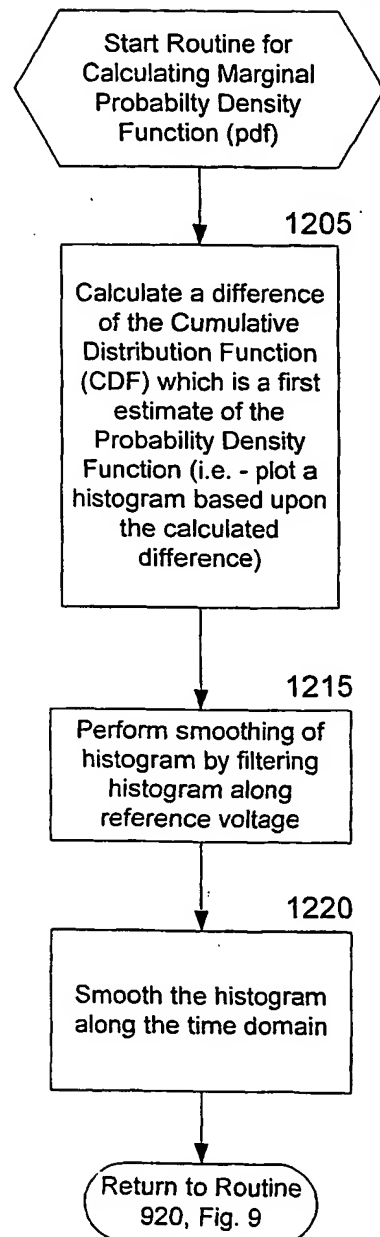 Start Routine for
Calculating Marginal
Probabilty Density
Function (pdf)
1205
Calculate a difference
of the Cumulative
Distribution Function
(CDF) which is a first
estimate of the
Probability Density
Function (i.e. - plot a
histogram based upon
the calculated
difference)
1215
Perform smoothing of
histogram by filtering
histogram along
reference voltage
1220
Smooth the histogram
along the time domain
Return to Routine
920, Fig. 9